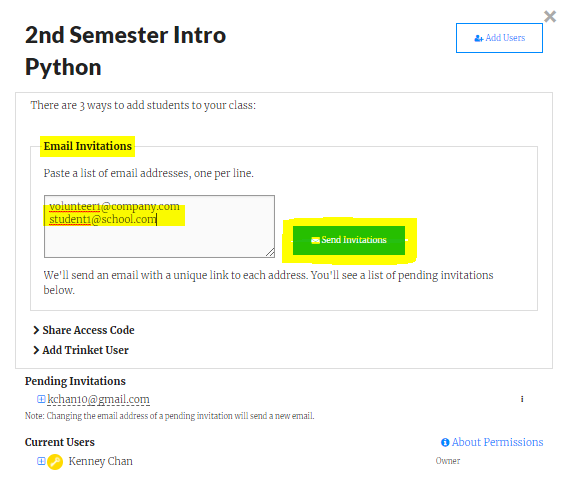 2nd Semester Intro
Python
Add Users
There are 3 ways to add students to your class:
Email Invitations
Paste a list of email addresses, one per line.
volunteer1@company.com
student1@school.com
Send Invitations
We'll send an email with a unique link to each address. You'll see a list of pending invitations
below.
Share Access Code
Add Trinket User
Pending Invitations
kchan10@gmail.com
Note: Changing the email address of a pending invitation will send a new email.
Current Users
About Permissions
Kenney Chan
Owner